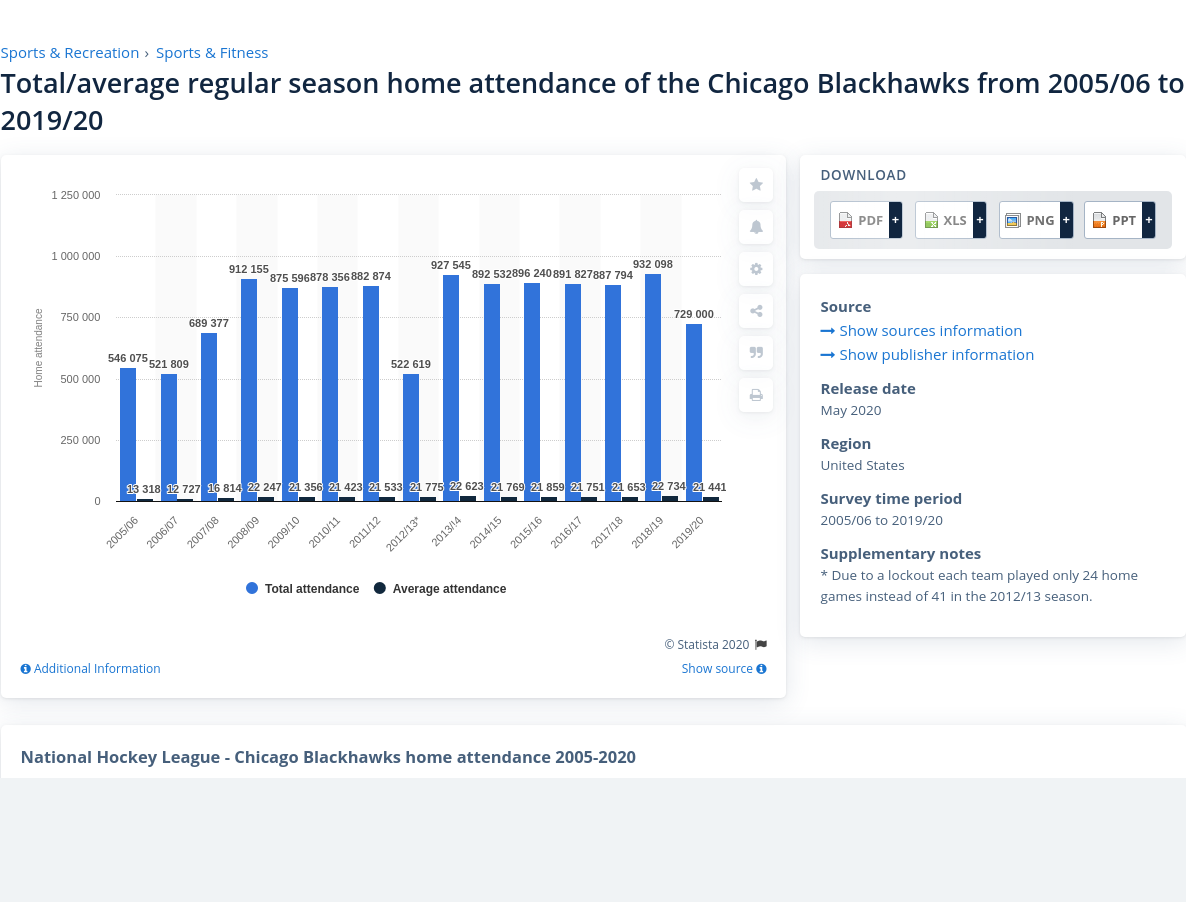 Sports & Recreation › Sports & Fitness
Total/average regular season home attendance of the Chicago Blackhawks from 2005/06 to
2019/20
1 250 000
1 000 000
750 000
500 000
250 000
0
Home attendance
546 075
521 809
689 377
912 155
875 596
878 356
882 874
522 619
927 545
892 532
896 240
891 827
887 794
932 098
729 000
13 318
12 727
16 814
22 247
21 356
21 423
21 533
21 775
22 623
21 769
21 859
21 751
21 653
22 734
21 441
2005/06
2006/07
2007/08
2008/09
2009/10
2010/11
2011/12
2012/13*
2013/14
2014/15
2015/16
2016/17
2017/18
2018/19
2019/20
Total attendance
Average attendance
© Statista 2020
Additional Information
Show source
DOWNLOAD
PDF +
XLS +
PNG +
PPT +
Source
Show sources information
Show publisher information
Release date
May 2020
Region
United States
Survey time period
2005/06 to 2019/20
Supplementary notes
* Due to a lockout each team played only 24 home
games instead of 41 in the 2012/13 season.
National Hockey League - Chicago Blackhawks home attendance 2005-2020